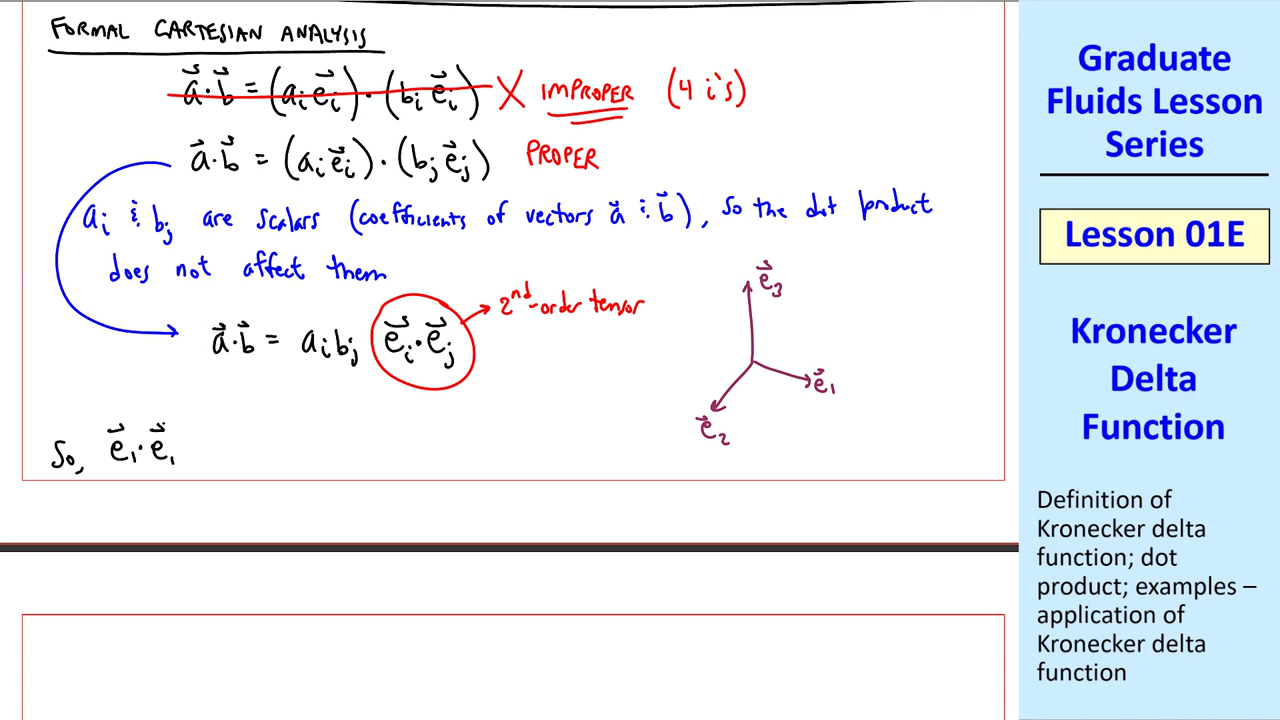 FORMAL CARTESIAN ANALYSIS
a⃗·b⃗ = (aᵢe⃗ᵢ)·(bᵢe⃗ᵢ) X IMPROPER (4 i's)
a⃗·b⃗ = (aᵢe⃗ᵢ)·(bⱼe⃗ⱼ) PROPER
aᵢ & bⱼ are scalars (coefficients of vectors a⃗ & b⃗), so the dot product
does not affect them
a⃗·b⃗ = aᵢbⱼ e⃗ᵢ·e⃗ⱼ
2nd-order tensor
e⃗₃
e⃗₁
e⃗₂
So, e⃗₁·e⃗₁
Graduate
Fluids Lesson
Series
Lesson 01E
Kronecker
Delta
Function
Definition of
Kronecker delta
function; dot
product; examples –
application of
Kronecker delta
function